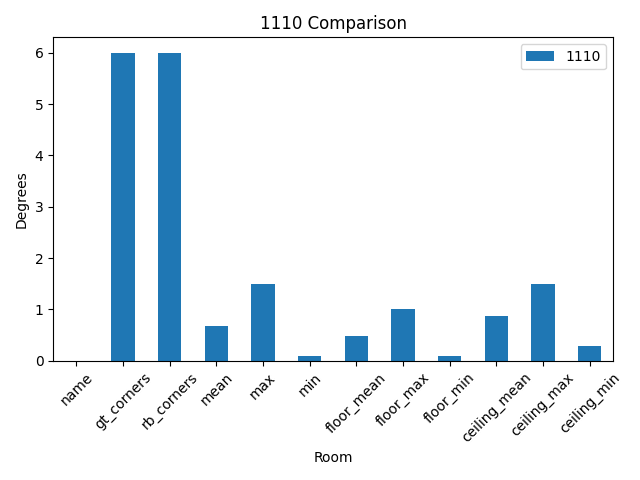 1110 Comparison
1110
Degrees
6
5
4
3
2
1
0
name
gt_corners
rb_corners
mean
max
min
floor_mean
floor_max
floor_min
ceiling_mean
ceiling_max
ceiling_min
Room